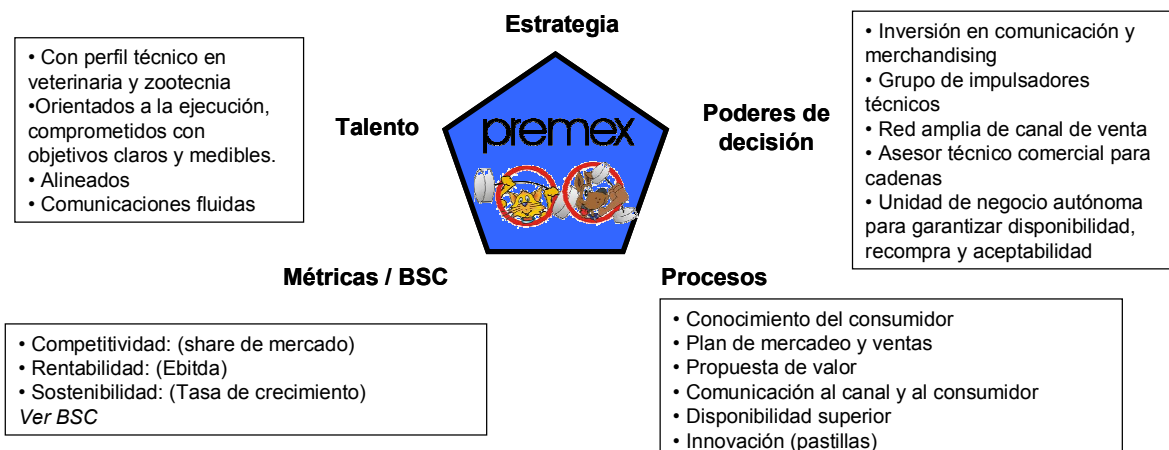 Estrategia
• Con perfil técnico en
veterinaria y zootecnia
•Orientados a la ejecución,
comprometidos con
objetivos claros y medibles.
• Alineados
• Comunicaciones fluidas
Talento
premex
Poderes de
decisión
• Inversión en comunicación y
merchandising
• Grupo de impulsadores
técnicos
• Red amplia de canal de venta
• Asesor técnico comercial para
cadenas
• Unidad de negocio autónoma
para garantizar disponibilidad,
recompra y aceptabilidad
Métricas / BSC
• Competitividad: (share de mercado)
• Rentabilidad: (Ebitda)
• Sostenibilidad: (Tasa de crecimiento)
Ver BSC
Procesos
• Conocimiento del consumidor
• Plan de mercadeo y ventas
• Propuesta de valor
• Comunicación al canal y al consumidor
• Disponibilidad superior
• Innovación (pastillas)